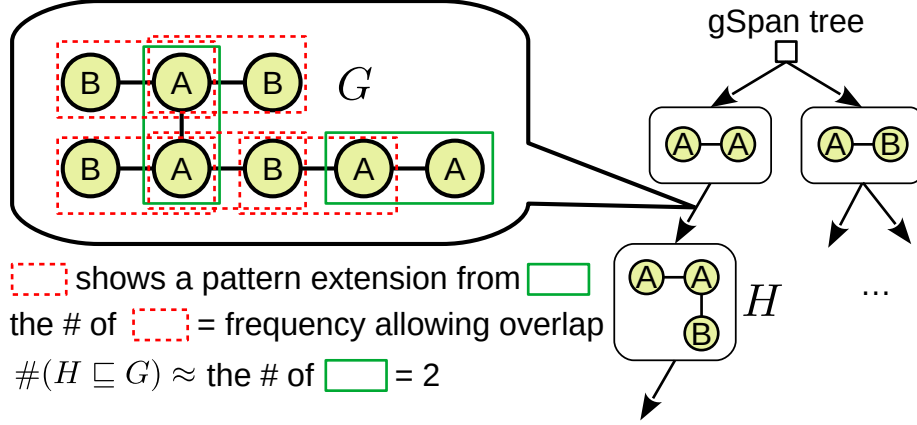 gSpan tree
B A B G
B A B A A
A A
A B
A A
B
H
...
shows a pattern extension from
the # of = frequency allowing overlap
#(H ⊑ G) ≈ the # of = 2